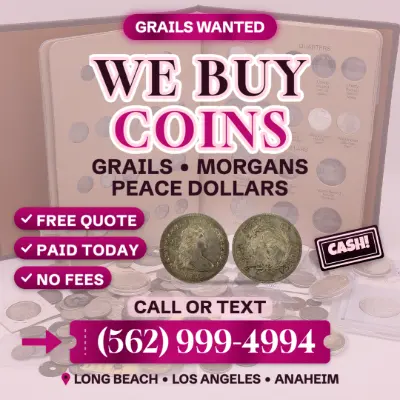 GRAILS WANTED
WE BUY
COINS
GRAILS • MORGANS
PEACE DOLLARS
✓ FREE QUOTE
✓ PAID TODAY
✓ NO FEES
CASH!
CALL OR TEXT
(562) 999-4994
LONG BEACH • LOS ANGELES • ANAHEIM